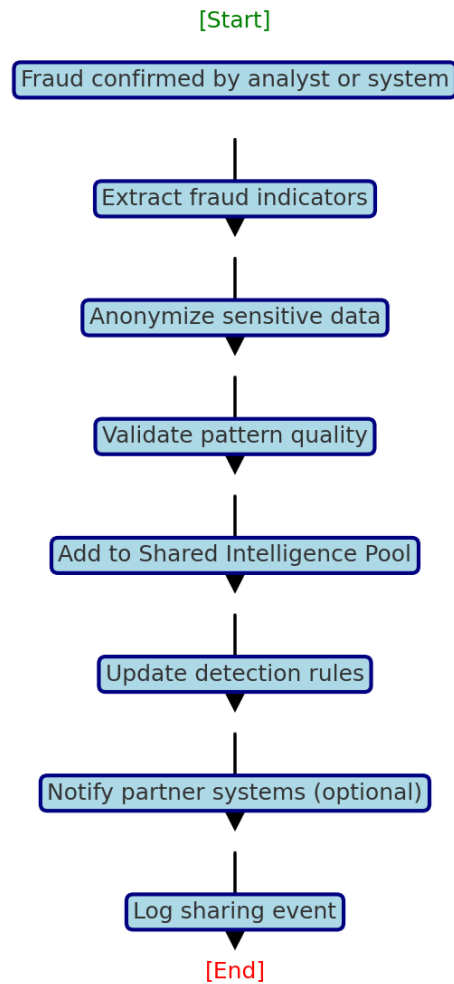 [Start]
Fraud confirmed by analyst or system
Extract fraud indicators
Anonymize sensitive data
Validate pattern quality
Add to Shared Intelligence Pool
Update detection rules
Notify partner systems (optional)
Log sharing event
[End]